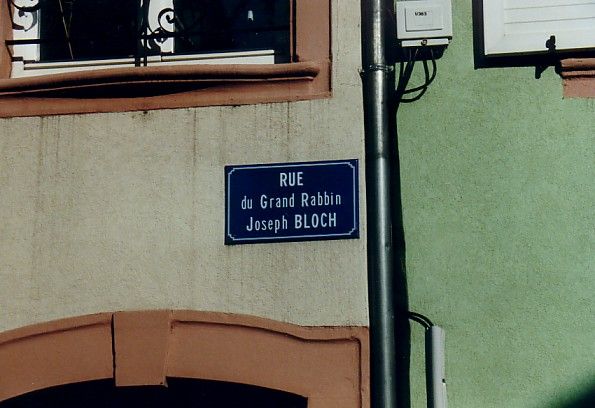 RUE
du Grand Rabbin
Joseph BLOCH